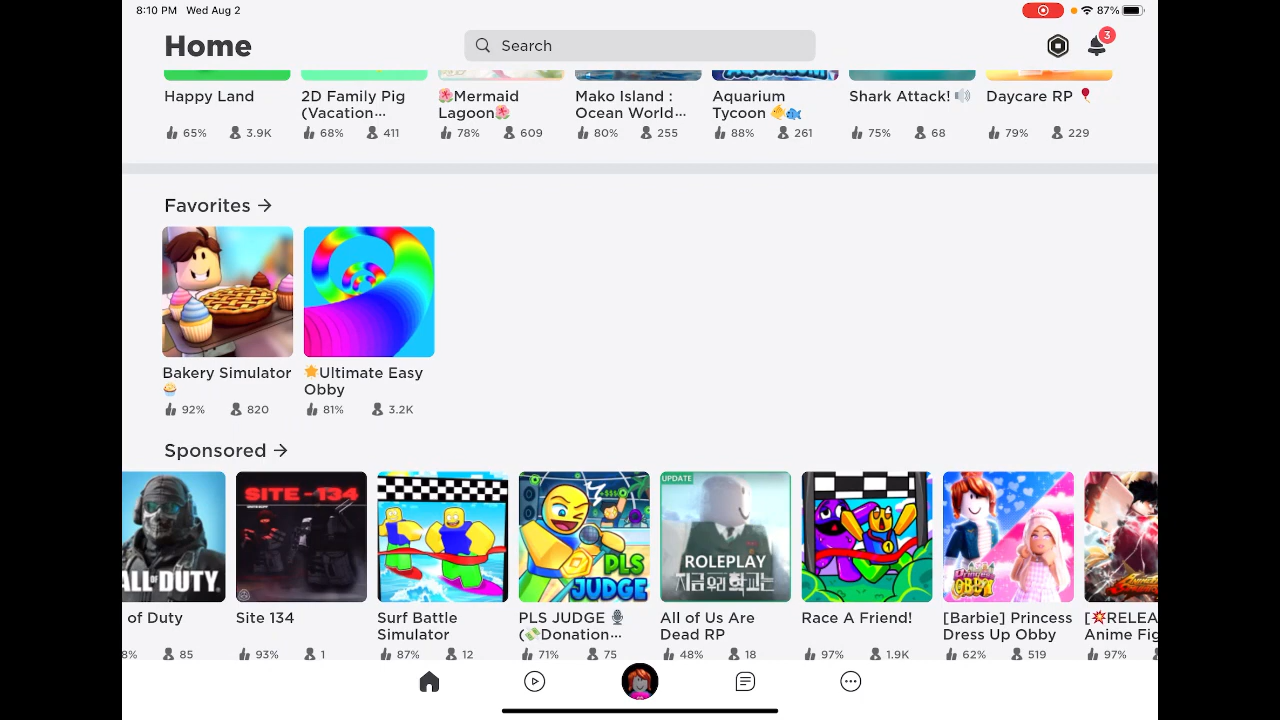 8:10 PM Wed Aug 2
87%
Home
Search
3
Happy Land
2D Family Pig
(Vacation...
🌺Mermaid
Lagoon🌺
Mako Island :
Ocean World...
Aquarium
Tycoon 🐠🐟
Shark Attack! 🔊
Daycare RP 🎈
65% 3.9K
68% 411
78% 609
80% 255
88% 261
75% 68
79% 229
Favorites →
Bakery Simulator
🧁
92% 820
🌟Ultimate Easy
Obby
81% 3.2K
Sponsored →
ALL OF DUTY.
SITE-134
PLS
JUDGE
$$$
UPDATE
ROLEPLAY
지금 우리 학교는
Princess
OBBY
of Duty
Site 134
Surf Battle
Simulator
PLS JUDGE 🎙️
(💸Donation...
All of Us Are
Dead RP
Race A Friend!
[Barbie] Princess
Dress Up Obby
[💥RELEA
Anime Fig
8% 85
93% 1
87% 12
71% 75
48% 18
97% 1.9K
62% 519
97%